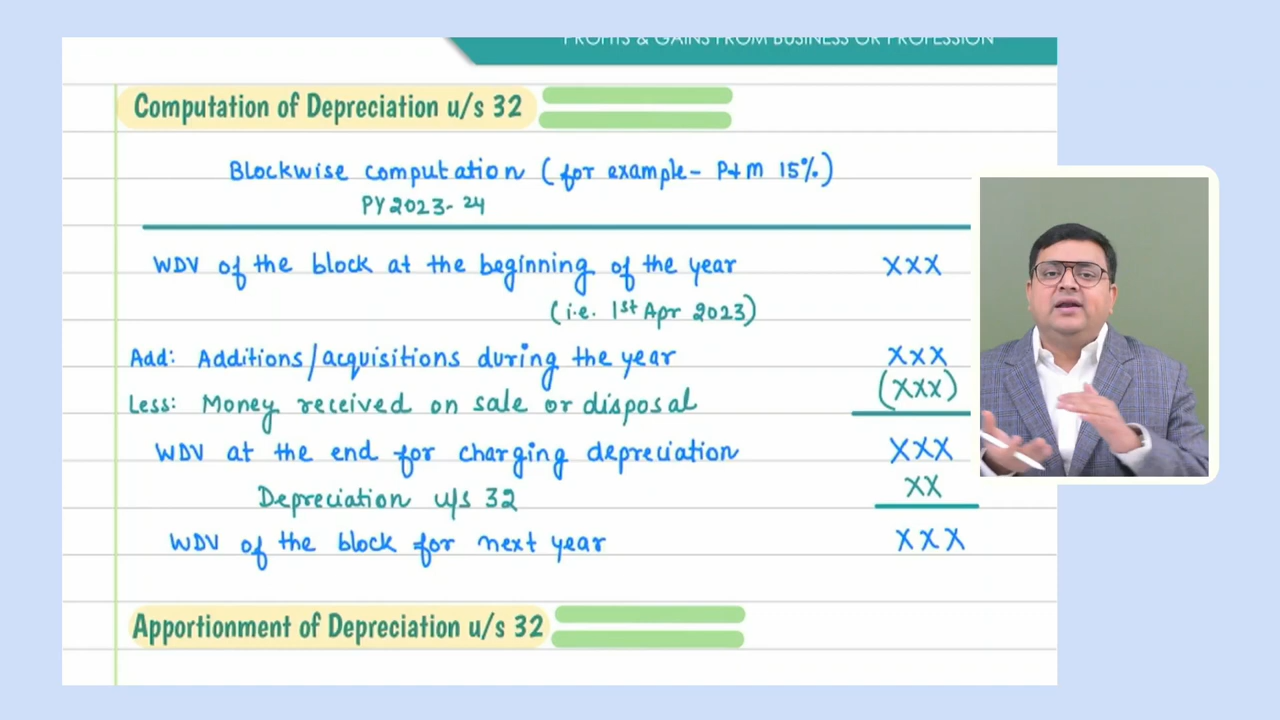 PROFITS & GAINS FROM BUSINESS OR PROFESSION
Computation of Depreciation u/s 32
Blockwise computation (for example- P+M 15%)
PY 2023-24
WDV of the block at the beginning of the year XXX
(i.e. 1st Apr 2023)
Add: Additions/acquisitions during the year XXX
Less: Money received on sale or disposal (XXX)
WDV at the end for charging depreciation XXX
Depreciation u/s 32 XX
WDV of the block for next year XXX
Apportionment of Depreciation u/s 32